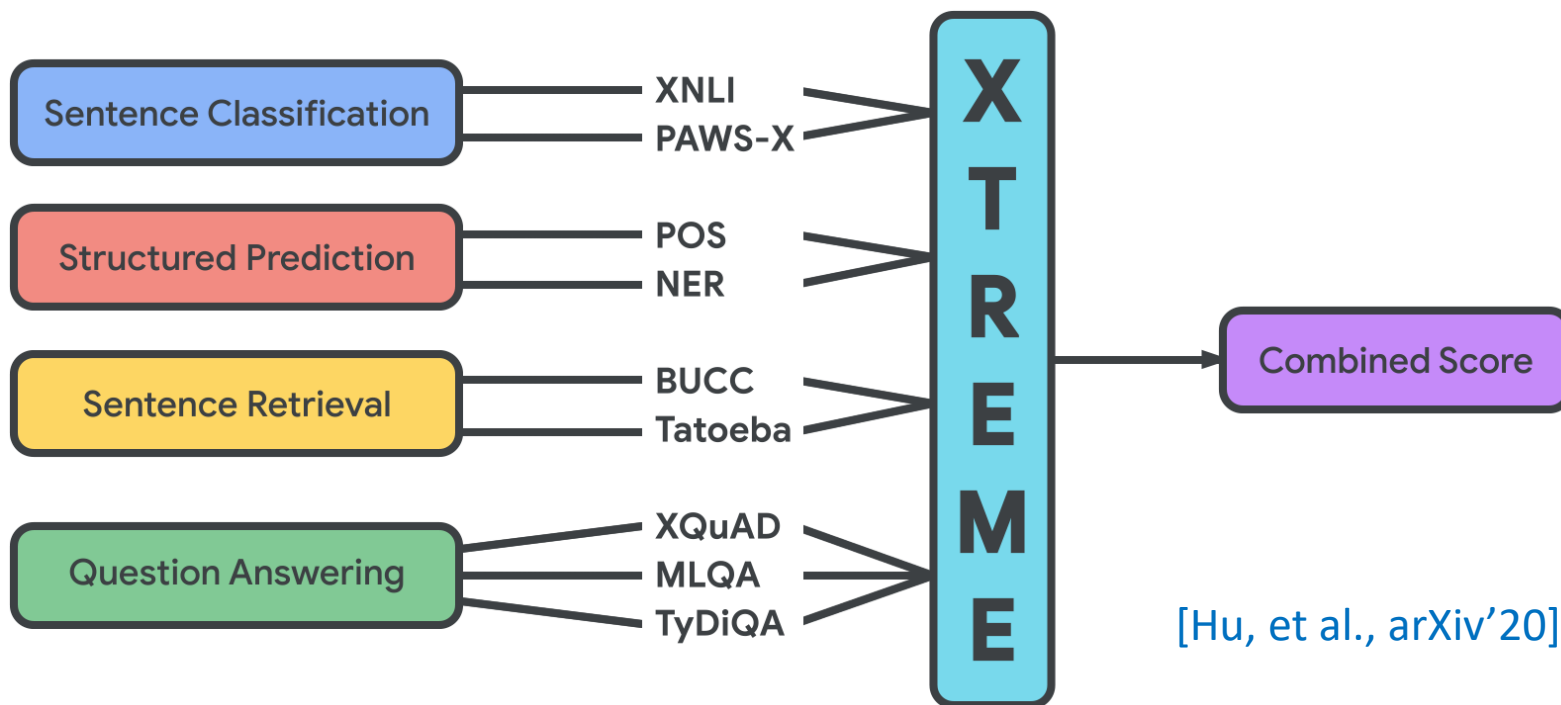 Sentence Classification
XNLI
PAWS-X
Structured Prediction
POS
NER
Sentence Retrieval
BUCC
Tatoeba
Question Answering
XQuAD
MLQA
TyDiQA
X
T
R
E
M
E
Combined Score
[Hu, et al., arXiv’20]